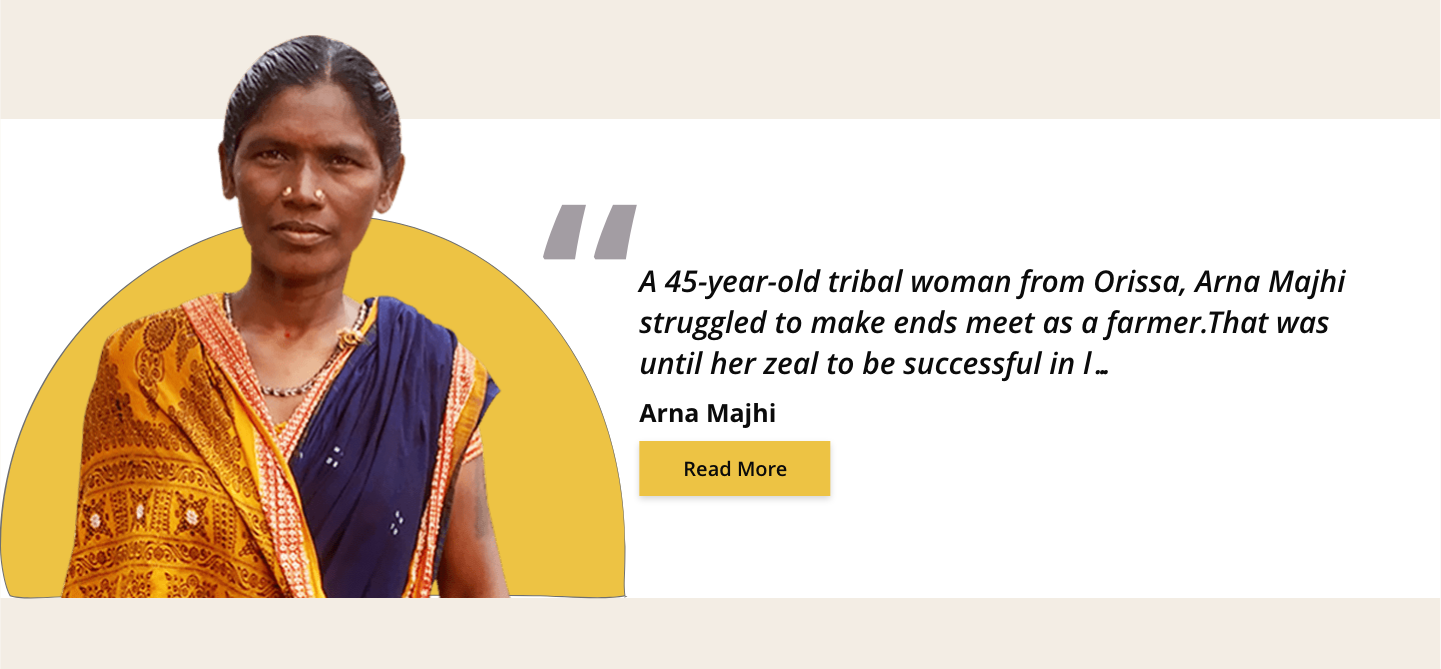 “
A 45-year-old tribal woman from Orissa, Arna Majhi
struggled to make ends meet as a farmer.That was
until her zeal to be successful in l...
Arna Majhi
Read More